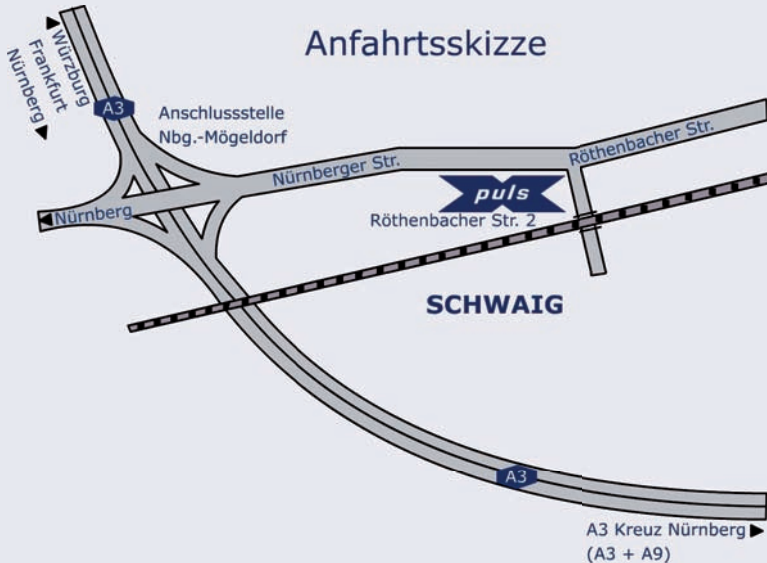 Anfahrtsskizze
Würzburg
Frankfurt
Nürnberg
A3
Anschlussstelle
Nbg.-Mögeldorf
Nürnberger Str.
Röthenbacher Str.
Nürnberg
puls
Röthenbacher Str. 2
SCHWAIG
A3
A3 Kreuz Nürnberg
(A3 + A9)